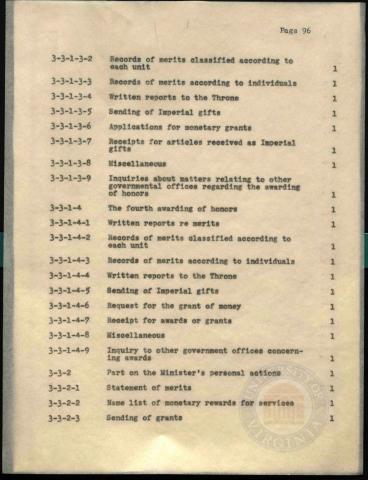 Page 96
3-3-1-3-2 Records of merits classified according to
each unit 1
3-3-1-3-3 Records of merits according to individuals 1
3-3-1-3-4 Written reports to the Throne 1
3-3-1-3-5 Sending of Imperial gifts 1
3-3-1-3-6 Applications for monetary grants 1
3-3-1-3-7 Receipts for articles received as Imperial
gifts 1
3-3-1-3-8 Miscellaneous 1
3-3-1-3-9 Inquiries about matters relating to other
governmental offices regarding the awarding
of honors 1
3-3-1-4 The fourth awarding of honors 1
3-3-1-4-1 Written reports re merits 1
3-3-1-4-2 Records of merits classified according to
each unit 1
3-3-1-4-3 Records of merits according to individuals 1
3-3-1-4-4 Written reports to the Throne 1
3-3-1-4-5 Sending of Imperial gifts 1
3-3-1-4-6 Request for the grant of money 1
3-3-1-4-7 Receipt for awards or grants 1
3-3-1-4-8 Miscellaneous 1
3-3-1-4-9 Inquiry to other government offices concern-
ing awards 1
3-3-2 Part on the Minister's personal actions 1
3-3-2-1 Statement of merits 1
3-3-2-2 Name list of monetary rewards for services 1
3-3-2-3 Sending of grants 1
UNIVERSITY OF
VIRGINIA